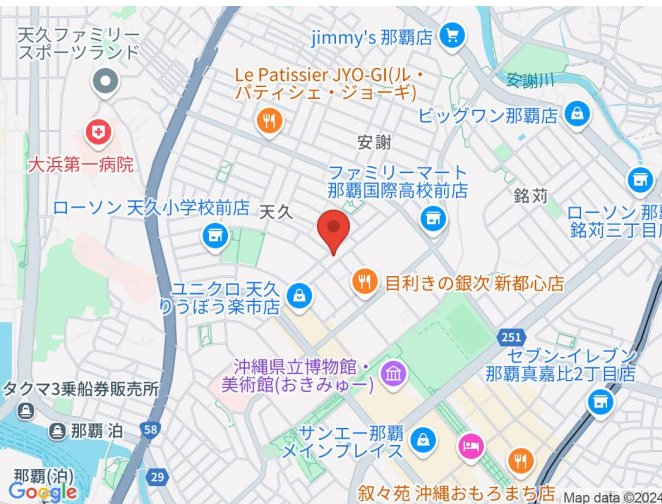 jimmy's 那覇店
天久ファミリー
スポーツランド
Le Patissier JYO-GI(ル・
パティシェ・ジョーギ)
安謝川
ビッグワン那覇店
安謝
大浜第一病院
ファミリーマート
那覇国際高校前店
銘苅
ローソン 天久小学校前店
天久
ローソン 那
銘苅三丁目
ユニクロ 天久
りうぼう楽市店
目利きの銀次 新都心店
251
セブン-イレブン
那覇真嘉比2丁目店
沖縄県立博物館・
美術館(おきみゅー)
タクマ3乗船券販売所
那覇 泊
58
サンエー那覇
メインプレイス
那覇(泊)
29
叙々苑 沖縄おもろまち店
Google
Map data ©2024